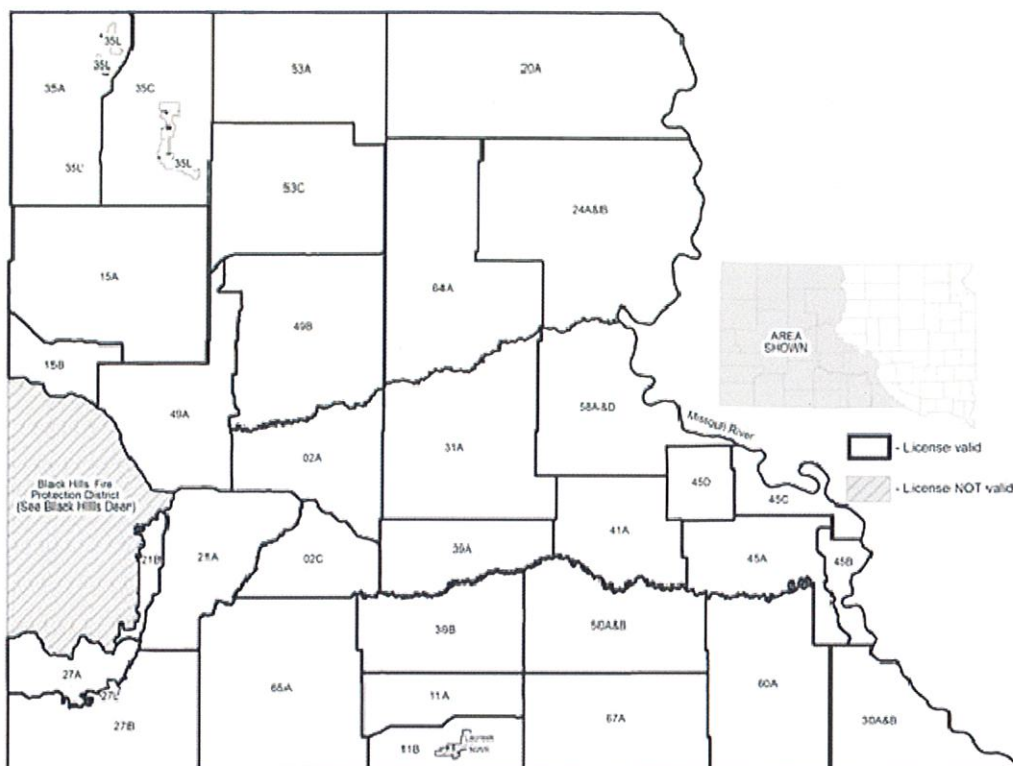 35L
53A
20A
35L
35A
35C
35L
35L
53C
24A&B
15A
64A
49B
AREA
SHOWN
15B
58A&D
49A
Missouri River
31A
- License valid
02A
Black Hills Fire
Protection District
(See Black Hills Deer)
45D
- License NOT valid
45C
41A
39A
21B
21A
02C
45A
45B
39B
50A&B
27A
65A
11A
60A
27L
67A
30A&B
27B
11B